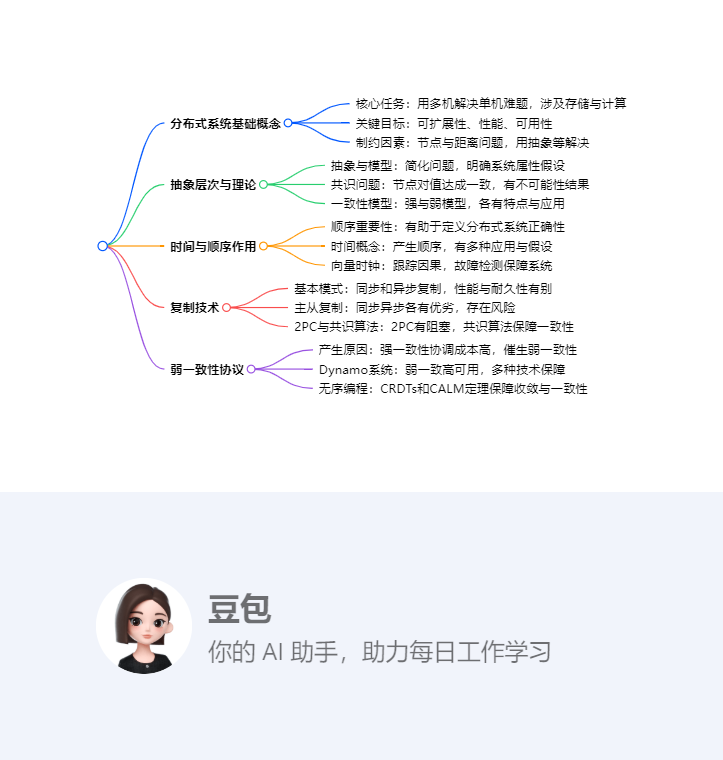 分布式系统基础概念
核心任务：用多机解决单机难题，涉及存储与计算
关键目标：可扩展性、性能、可用性
制约因素：节点与距离问题，用抽象等解决
抽象层次与理论
抽象与模型：简化问题，明确系统属性假设
共识问题：节点对值达成一致，有不可能性结果
一致性模型：强与弱模型，各有特点与应用
时间与顺序作用
顺序重要性：有助于定义分布式系统正确性
时间概念：产生顺序，有多种应用与假设
向量时钟：跟踪因果，故障检测保障系统
复制技术
基本模式：同步和异步复制，性能与耐久性有别
主从复制：同步异步各有优劣，存在风险
2PC与共识算法：2PC有阻塞，共识算法保障一致性
弱一致性协议
产生原因：强一致性协调成本高，催生弱一致性
Dynamo系统：弱一致高可用，多种技术保障
无序编程：CRDTs和CALM定理保障收敛与一致性
豆包
你的 AI 助手，助力每日工作学习